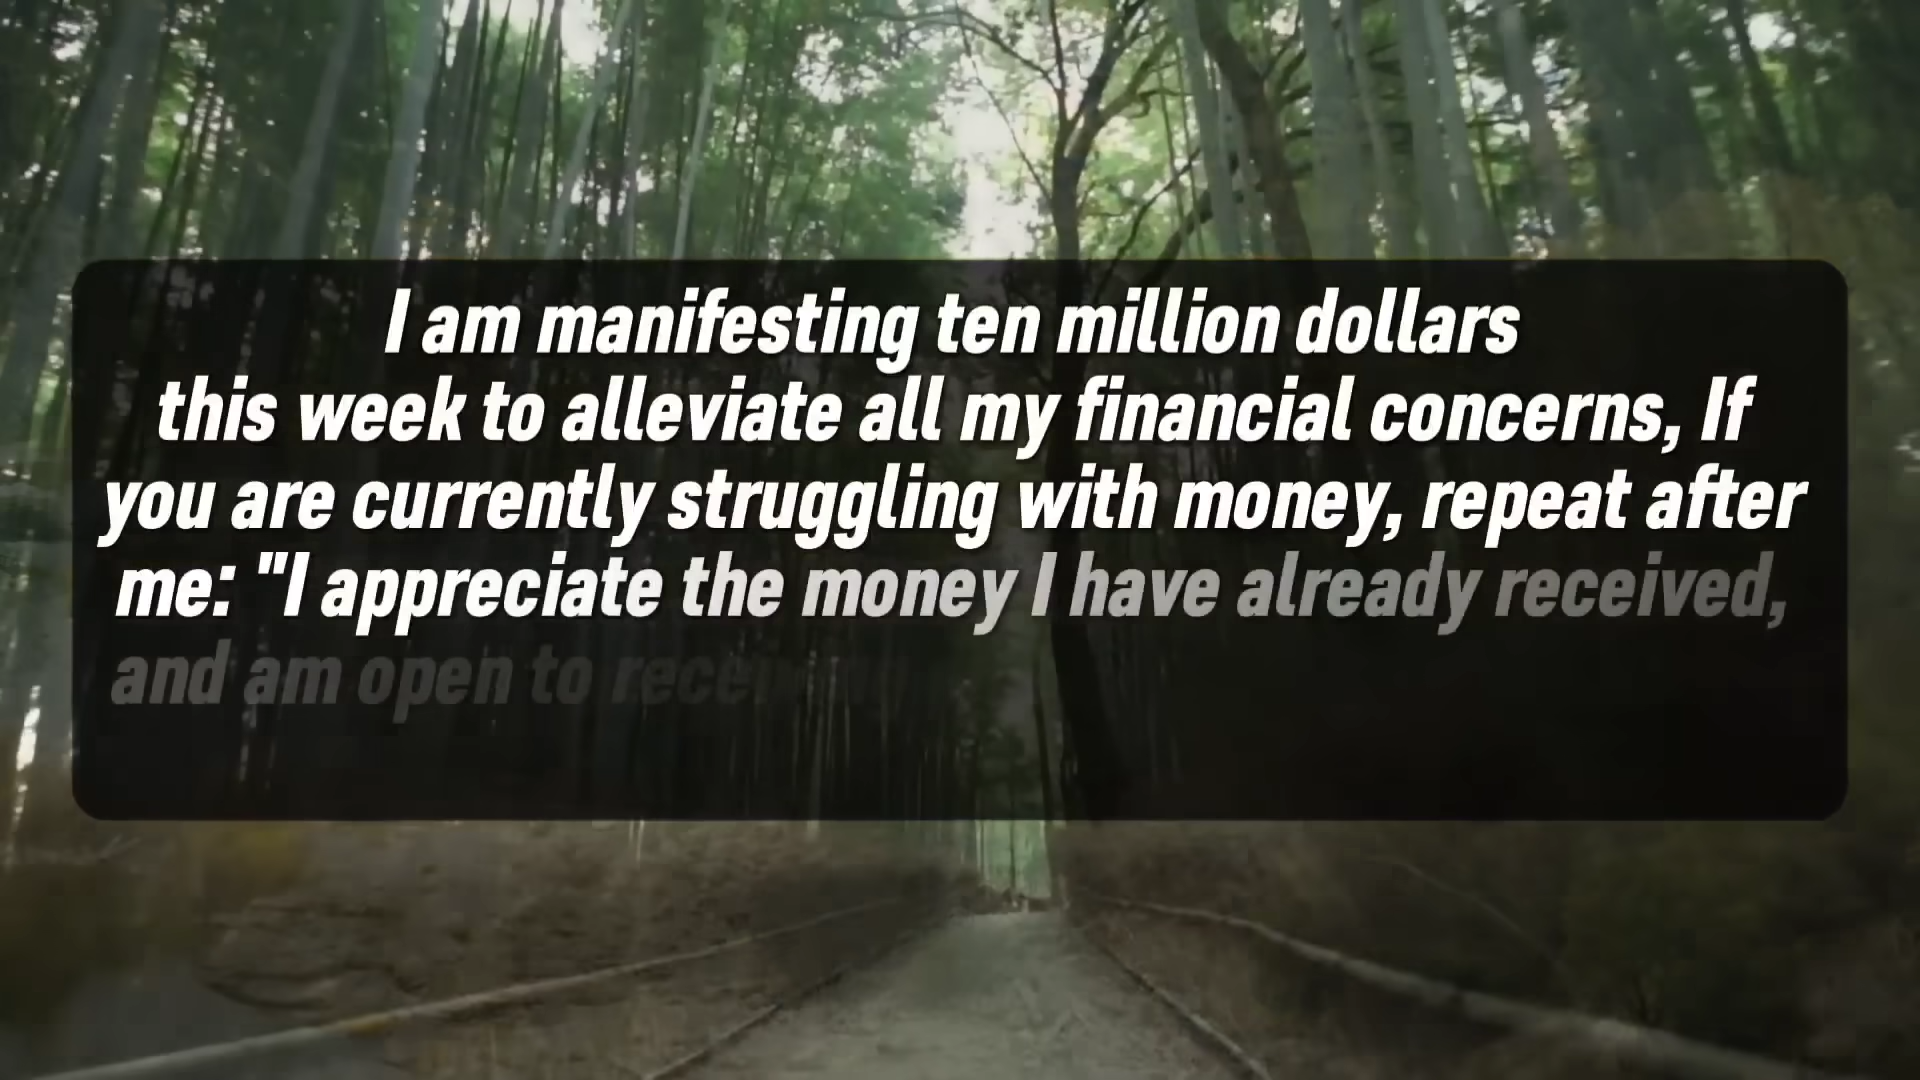 I am manifesting ten million dollars
this week to alleviate all my financial concerns, If
you are currently struggling with money, repeat after
me: "I appreciate the money I have already received,
and am open to